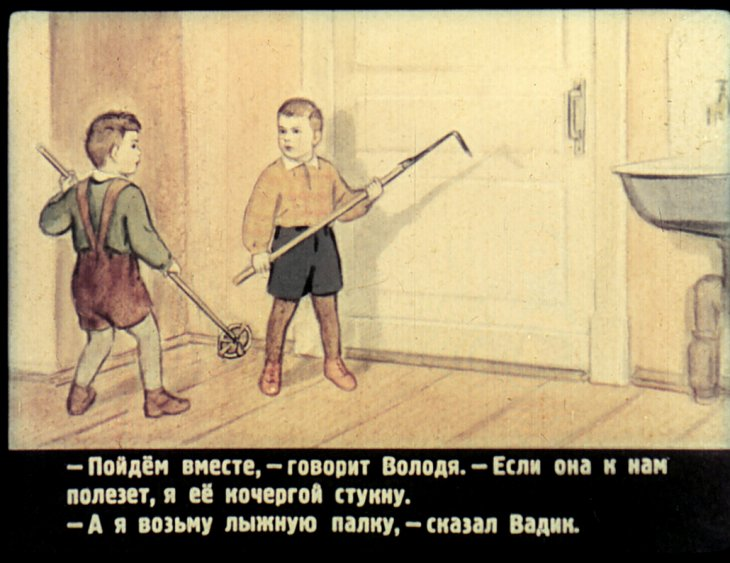 — Пойдём вместе, — говорит Володя. — Если она к нам
полезет, я её кочергой стукну.
— А я возьму лыжную палку, — сказал Вадик.